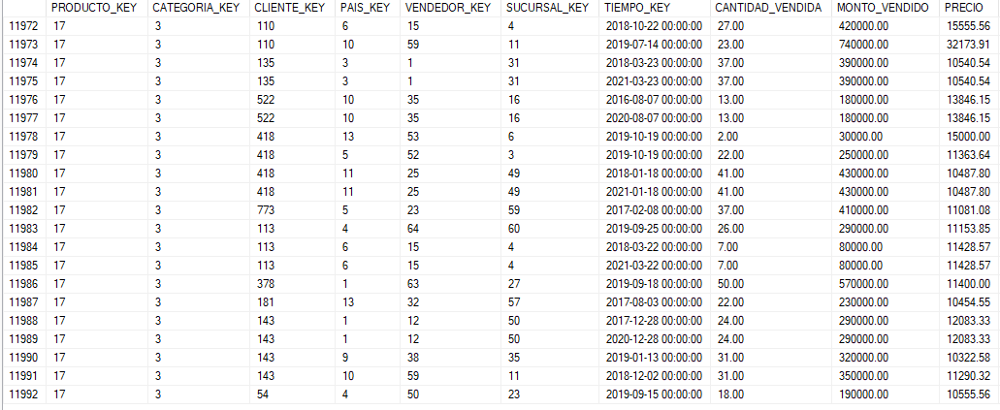 PRODUCTO_KEY CATEGORIA_KEY CLIENTE_KEY PAIS_KEY VENDEDOR_KEY SUCURSAL_KEY TIEMPO_KEY CANTIDAD_VENDIDA MONTO_VENDIDO PRECIO
11972 17 3 110 6 15 4 2018-10-22 00:00:00 27.00 420000.00 15555.56
11973 17 3 110 10 59 11 2019-07-14 00:00:00 23.00 740000.00 32173.91
11974 17 3 135 3 1 31 2018-03-23 00:00:00 37.00 390000.00 10540.54
11975 17 3 135 3 1 31 2021-03-23 00:00:00 37.00 390000.00 10540.54
11976 17 3 522 10 35 16 2016-08-07 00:00:00 13.00 180000.00 13846.15
11977 17 3 522 10 35 16 2020-08-07 00:00:00 13.00 180000.00 13846.15
11978 17 3 418 13 53 6 2019-10-19 00:00:00 2.00 30000.00 15000.00
11979 17 3 418 5 52 3 2019-10-19 00:00:00 22.00 250000.00 11363.64
11980 17 3 418 11 25 49 2018-01-18 00:00:00 41.00 430000.00 10487.80
11981 17 3 418 11 25 49 2021-01-18 00:00:00 41.00 430000.00 10487.80
11982 17 3 773 5 23 59 2017-02-08 00:00:00 37.00 410000.00 11081.08
11983 17 3 113 4 64 60 2019-09-25 00:00:00 26.00 290000.00 11153.85
11984 17 3 113 6 15 4 2018-03-22 00:00:00 7.00 80000.00 11428.57
11985 17 3 113 6 15 4 2021-03-22 00:00:00 7.00 80000.00 11428.57
11986 17 3 378 1 63 27 2019-09-18 00:00:00 50.00 570000.00 11400.00
11987 17 3 181 13 32 57 2017-08-03 00:00:00 22.00 230000.00 10454.55
11988 17 3 143 1 12 50 2017-12-28 00:00:00 24.00 290000.00 12083.33
11989 17 3 143 1 12 50 2020-12-28 00:00:00 24.00 290000.00 12083.33
11990 17 3 143 9 38 35 2019-01-13 00:00:00 31.00 320000.00 10322.58
11991 17 3 143 10 59 11 2018-12-02 00:00:00 31.00 350000.00 11290.32
11992 17 3 54 4 50 23 2019-09-15 00:00:00 18.00 190000.00 10555.56